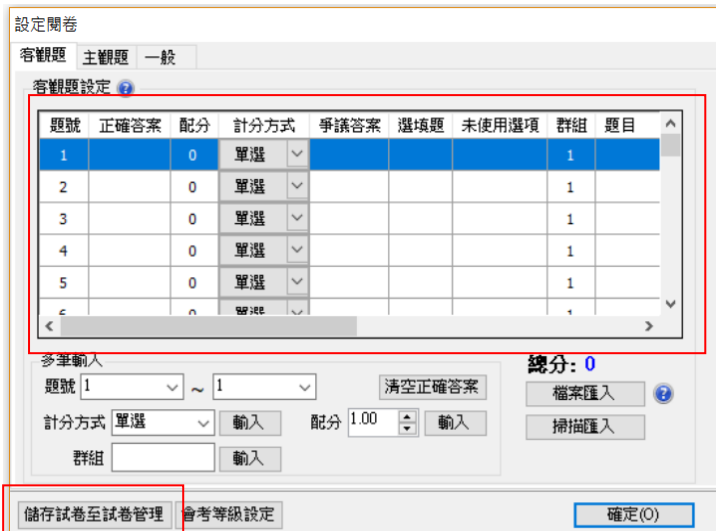 設定閱卷
客觀題 主觀題 一般
客觀題設定
題號 正確答案 配分 計分方式 爭議答案 選填題 未使用選項 群組 題目
1 0 單選 1
2 0 單選 1
3 0 單選 1
4 0 單選 1
5 0 單選 1
6 0 單選 1
多筆輸入
總分: 0
題號 1 ~ 1 清空正確答案 檔案匯入
計分方式 單選 輸入 配分 1.00 輸入 掃描匯入
群組 輸入
儲存試卷至試卷管理 會考等級設定 確定(O)